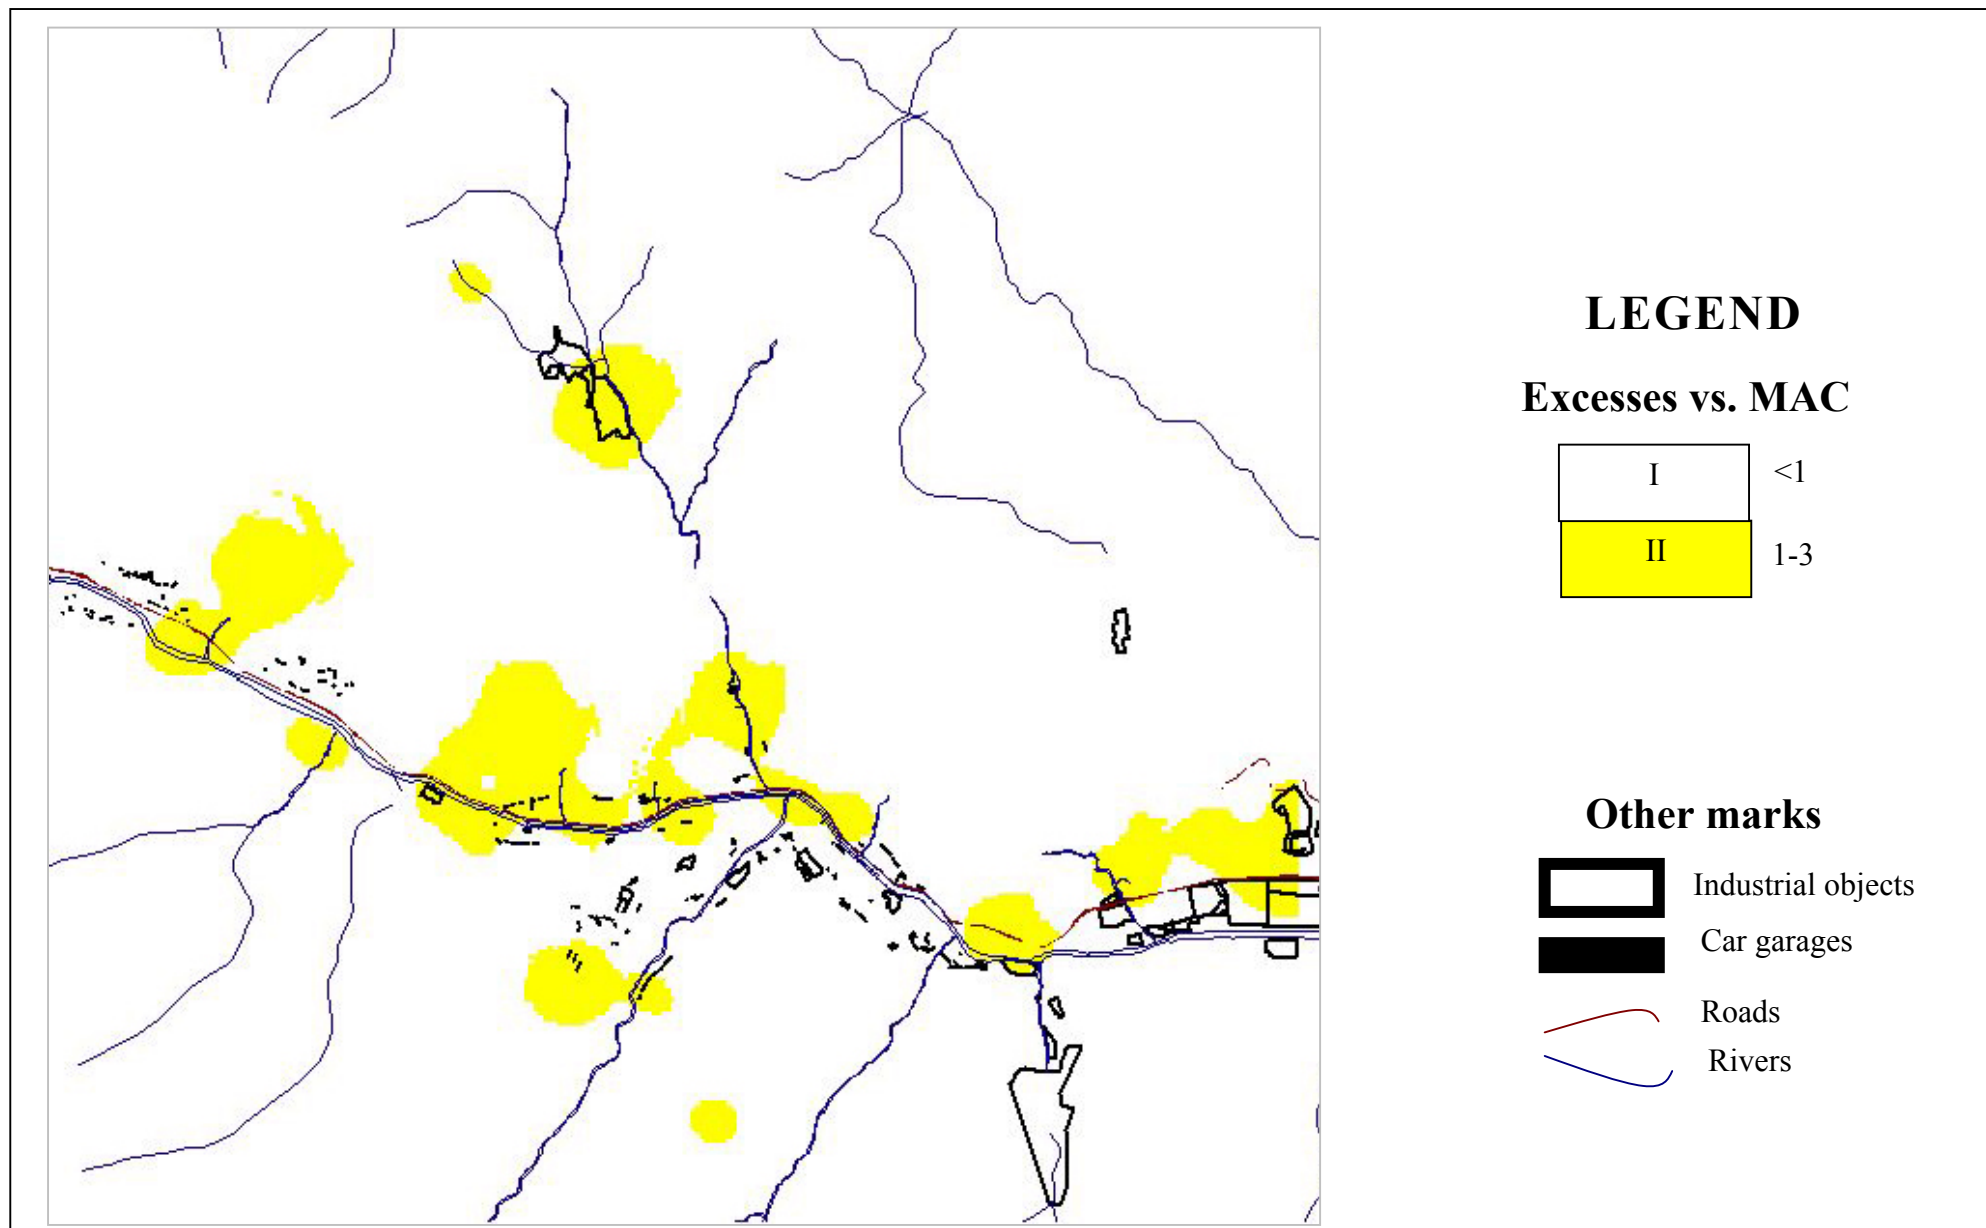 LEGEND
Excesses vs. MAC
I <1
II 1-3
Other marks
Industrial objects
Car garages
Roads
Rivers